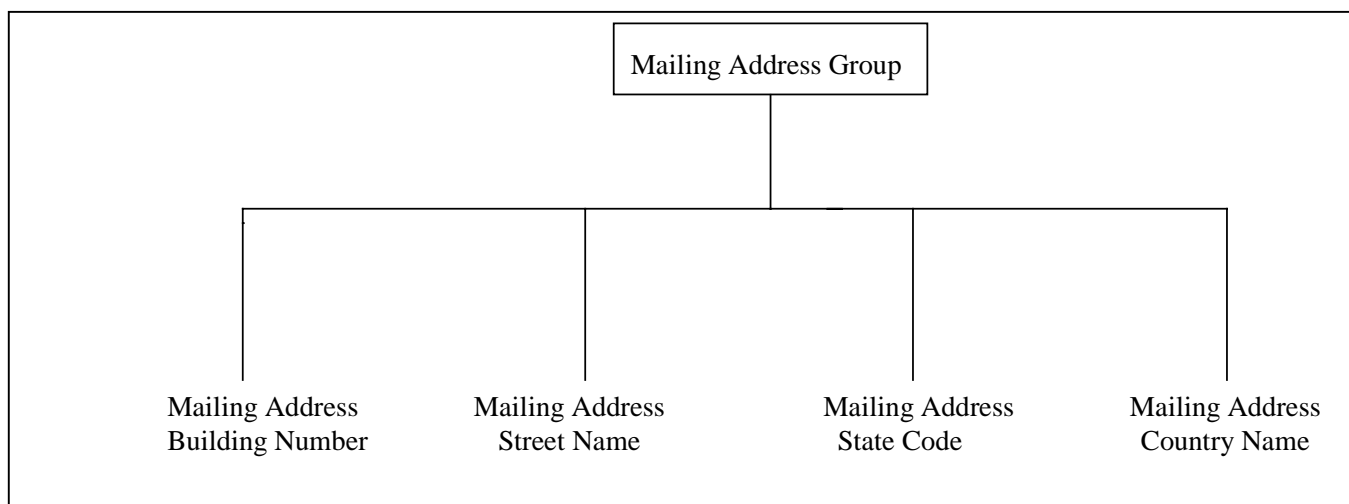 Mailing Address Group
Mailing Address
Building Number
Mailing Address
Street Name
Mailing Address
State Code
Mailing Address
Country Name